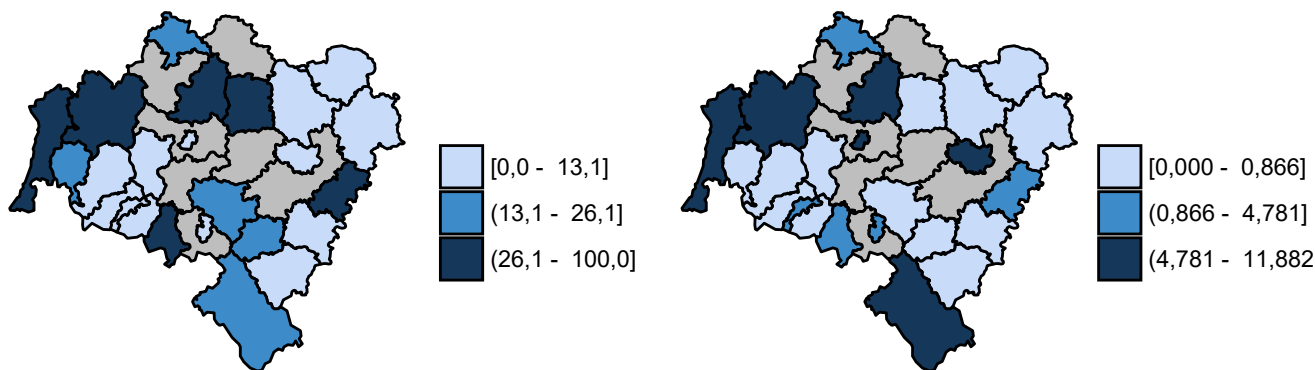 [0,0 - 13,1]
(13,1 - 26,1]
(26,1 - 100,0]
[0,000 - 0,866]
(0,866 - 4,781]
(4,781 - 11,882